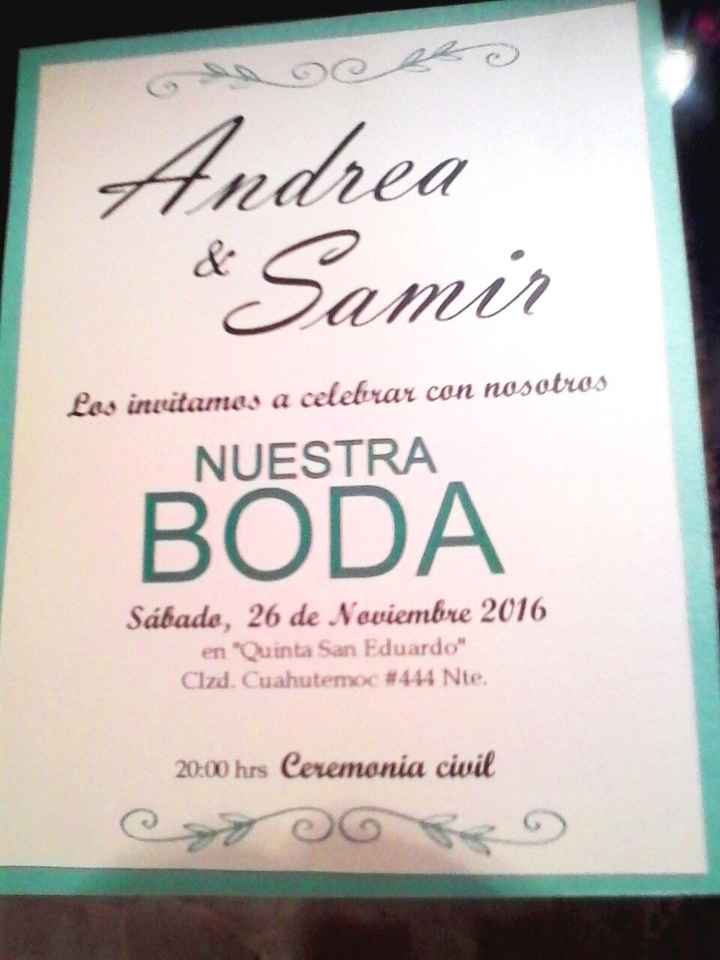 Andrea
& Samir
Los invitamos a celebrar con nosotros
NUESTRA
BODA
Sábado, 26 de Noviembre 2016
en "Quinta San Eduardo"
Clzd. Cuahutemoc #444 Nte.
20:00 hrs Ceremonia civil